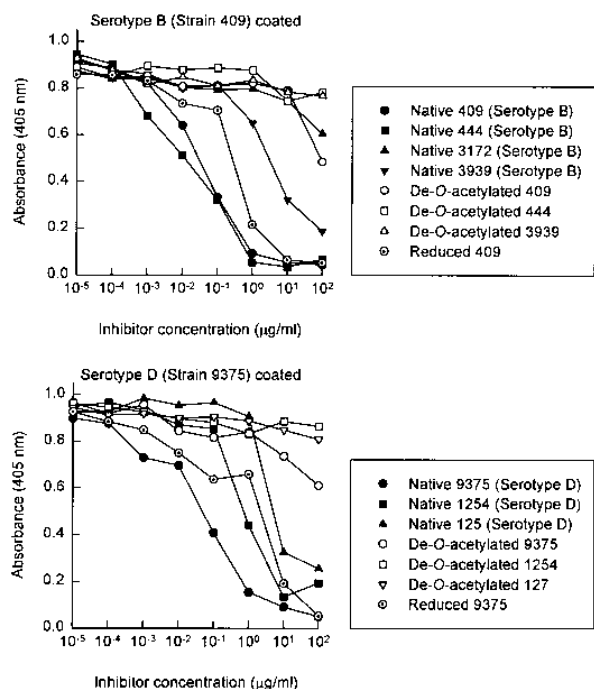 Serotype B (Strain 409) coated
Absorbance (405 nm)
1.0
0.8
0.6
0.4
0.2
0.0
10⁻⁵ 10⁻⁴ 10⁻³ 10⁻² 10⁻¹ 10⁰ 10¹ 10²
Inhibitor concentration (μg/ml)
Native 409 (Serotype B)
Native 444 (Serotype B)
Native 3172 (Serotype B)
Native 3939 (Serotype B)
De-O-acetylated 409
De-O-acetylated 444
De-O-acetylated 3939
Reduced 409
Serotype D (Strain 9375) coated
Absorbance (405 nm)
1.0
0.8
0.6
0.4
0.2
0.0
10⁻⁵ 10⁻⁴ 10⁻³ 10⁻² 10⁻¹ 10⁰ 10¹ 10²
Inhibitor concentration (μg/ml)
Native 9375 (Serotype D)
Native 1254 (Serotype D)
Native 125 (Serotype D)
De-O-acetylated 9375
De-O-acetylated 1254
De-O-acetylated 127
Reduced 9375